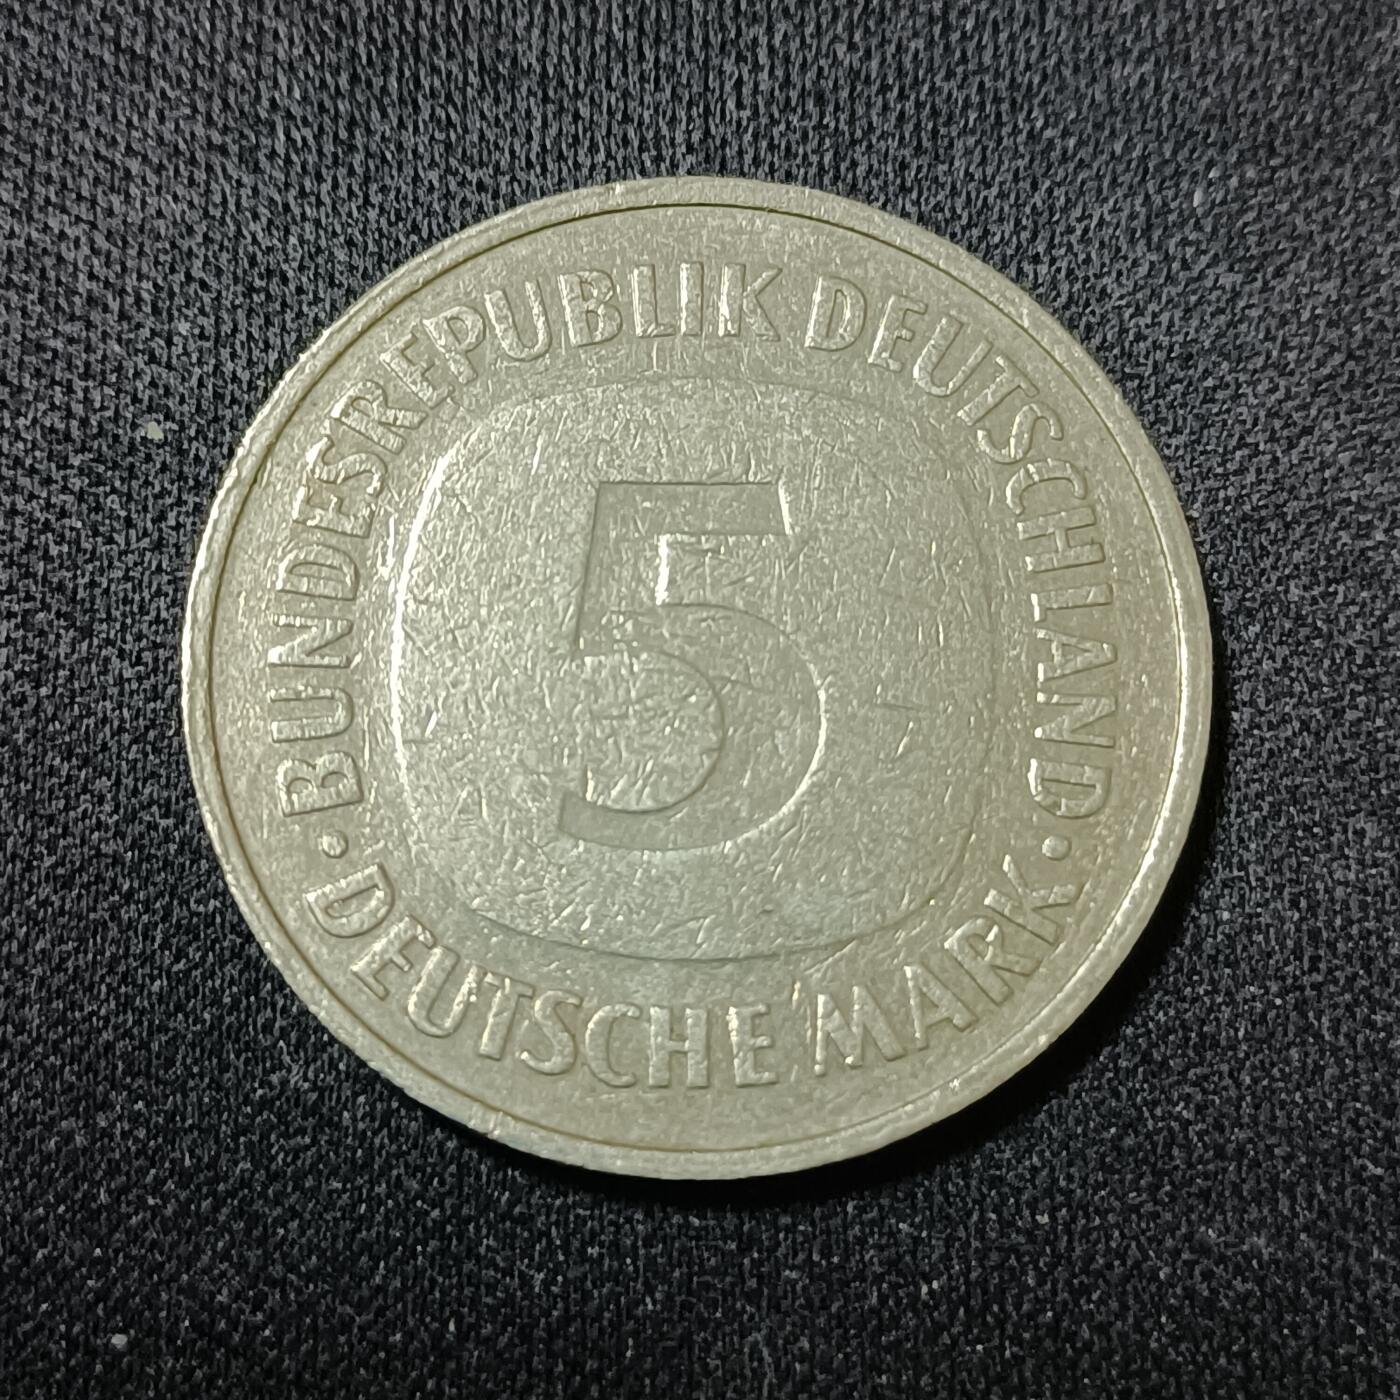 BUNDESREPUBLIK DEUTSCHLAND
5
· DEUTSCHE MARK ·